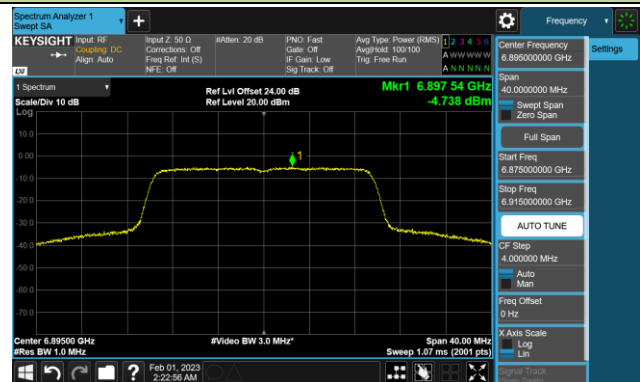 Spectrum Analyzer 1
Swept SA
Frequency
KEYSIGHT
Input: RF
Coupling: DC
Align: Auto
Input Z: 50 Ω
Corrections: Off
Freq Ref: Int (S)
NFE: Off
#Atten: 20 dB
PNO: Fast
Gate: Off
IF Gain: Low
Sig Track: Off
Avg Type: Power (RMS)
Avg|Hold: 100/100
Trig: Free Run
1 2 3 4 5 6
A W W W W W
A N N N N N
LXI
1 Spectrum
Scale/Div 10 dB
Ref Lvl Offset 24.00 dB
Ref Level 20.00 dBm
Mkr1 6.897 54 GHz
-4.738 dBm
Log
10.0
0.00
-10.0
-20.0
-30.0
-40.0
-50.0
-60.0
-70.0
1
Center 6.89500 GHz
#Res BW 1.0 MHz
#Video BW 3.0 MHz*
Span 40.00 MHz
Sweep 1.07 ms (2001 pts)
Feb 01, 2023
2:22:56 AM
Center Frequency
6.895000000 GHz
Span
40.0000000 MHz
Swept Span
Zero Span
Full Span
Start Freq
6.875000000 GHz
Stop Freq
6.915000000 GHz
AUTO TUNE
CF Step
4.000000 MHz
Auto
Man
Freq Offset
0 Hz
X Axis Scale
Log
Lin
Signal Track
Settings